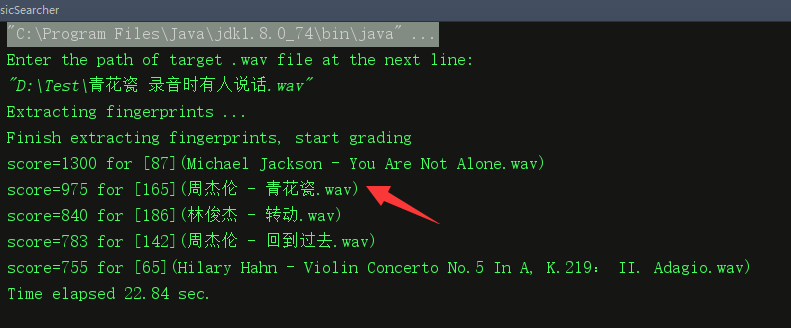 sicSearcher
"C:\Program Files\Java\jdk1.8.0_74\bin\java" ...
Enter the path of target .wav file at the next line:
"D:\Test\青花瓷 录音时有人说话.wav"
Extracting fingerprints ...
Finish extracting fingerprints, start grading
score=1300 for [87](Michael Jackson - You Are Not Alone.wav)
score=975 for [165](周杰伦 - 青花瓷.wav)
score=840 for [186](林俊杰 - 转动.wav)
score=783 for [142](周杰伦 - 回到过去.wav)
score=755 for [65](Hilary Hahn - Violin Concerto No.5 In A, K.219： II. Adagio.wav)
Time elapsed 22.84 sec.